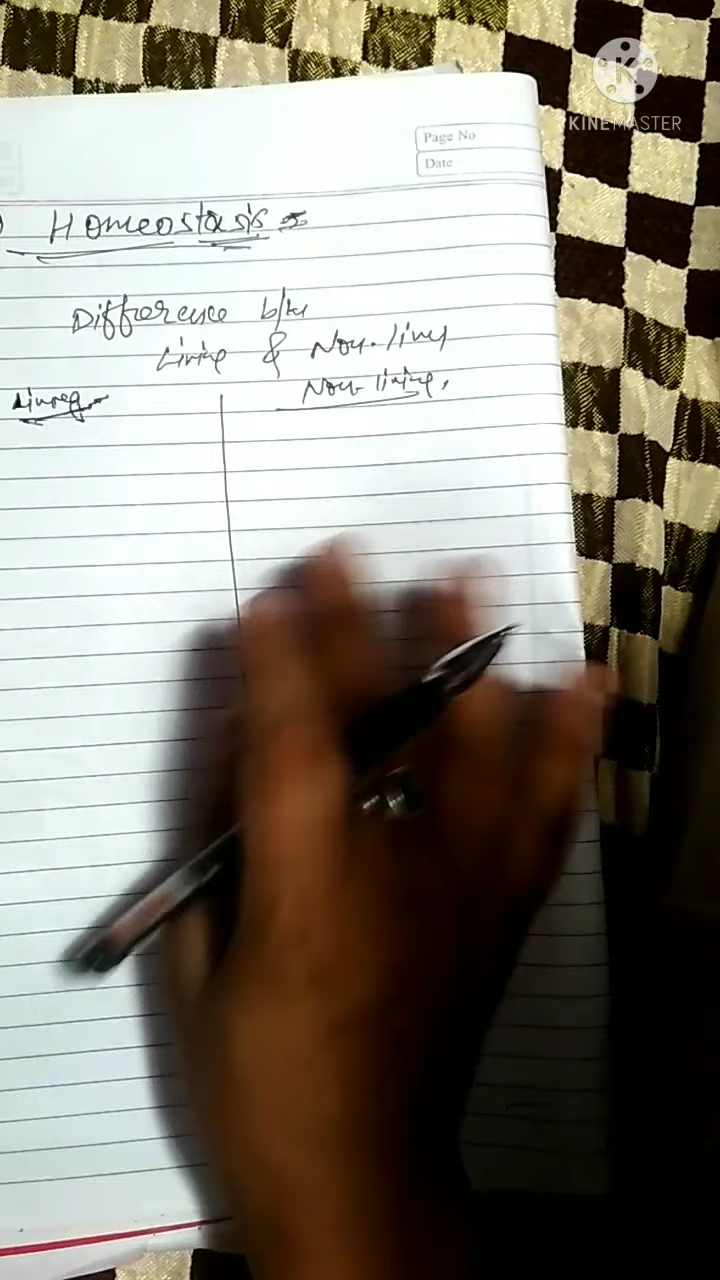 KINEMASTER
Page No
Date
Homeostasis
Difference b/w
Living & Non-living
Living
Non-living.